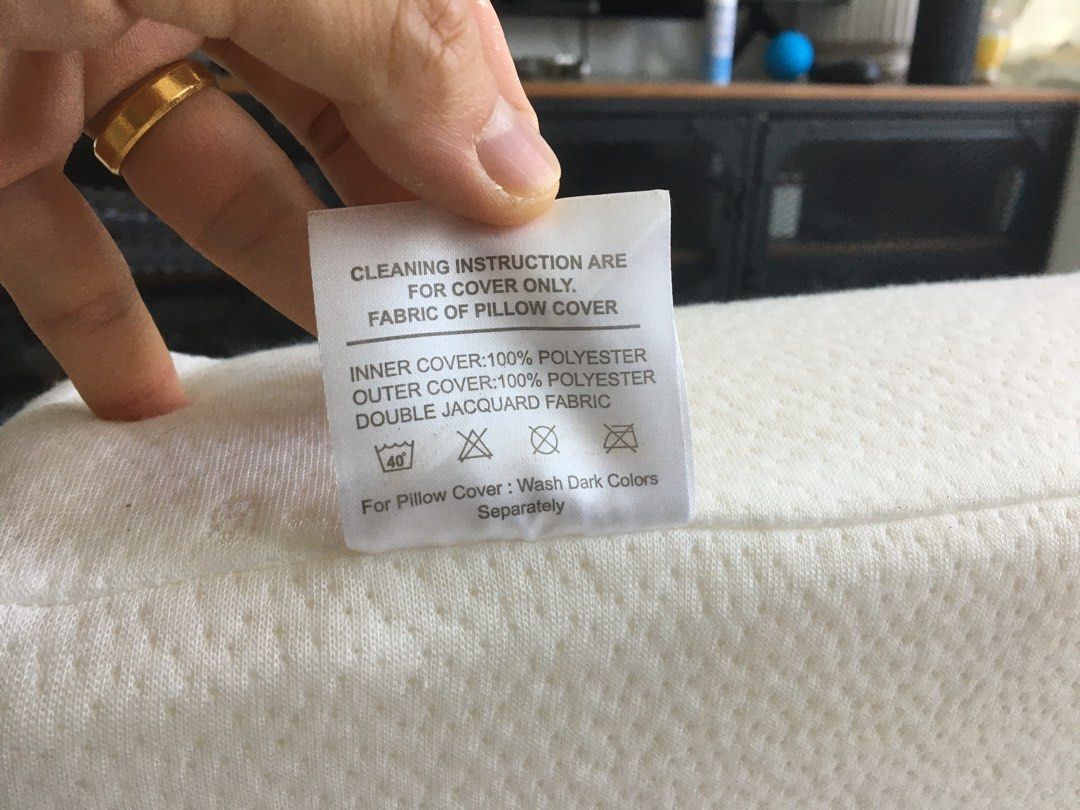 CLEANING INSTRUCTION ARE
FOR COVER ONLY.
FABRIC OF PILLOW COVER
INNER COVER:100% POLYESTER
OUTER COVER:100% POLYESTER
DOUBLE JACQUARD FABRIC
40°
For Pillow Cover : Wash Dark Colors
Separately